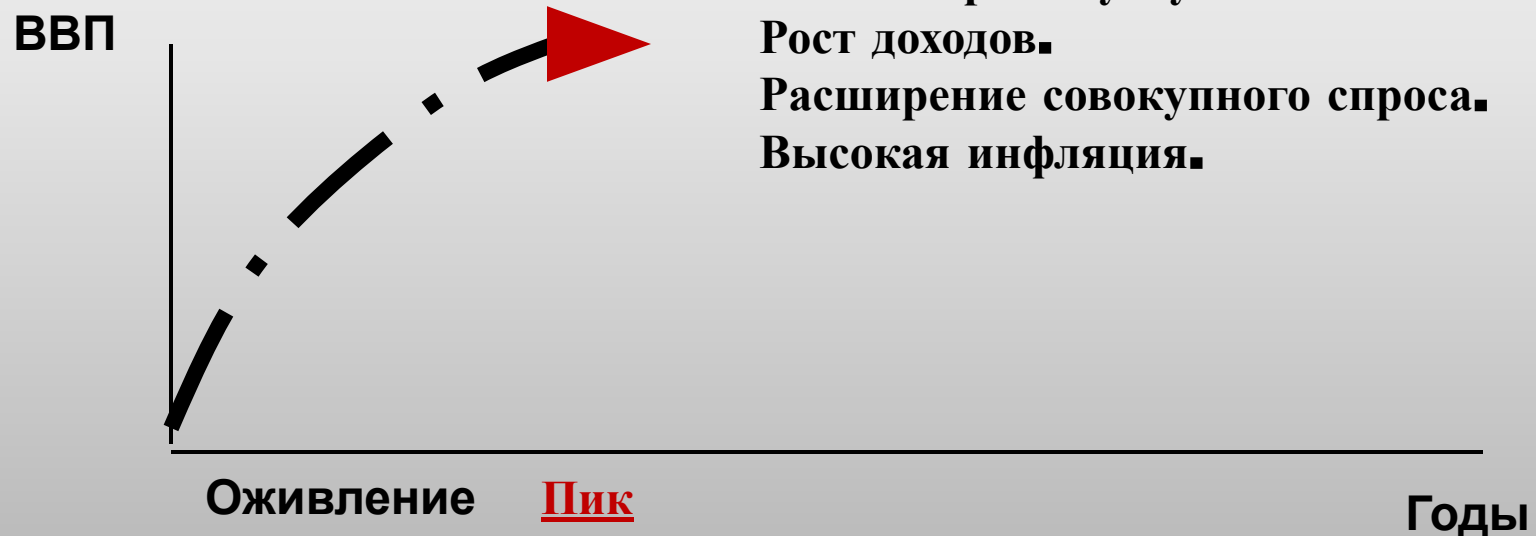 ВВП
Рост доходов.
Расширение совокупного спроса.
Высокая инфляция.
Оживление Пик
Годы